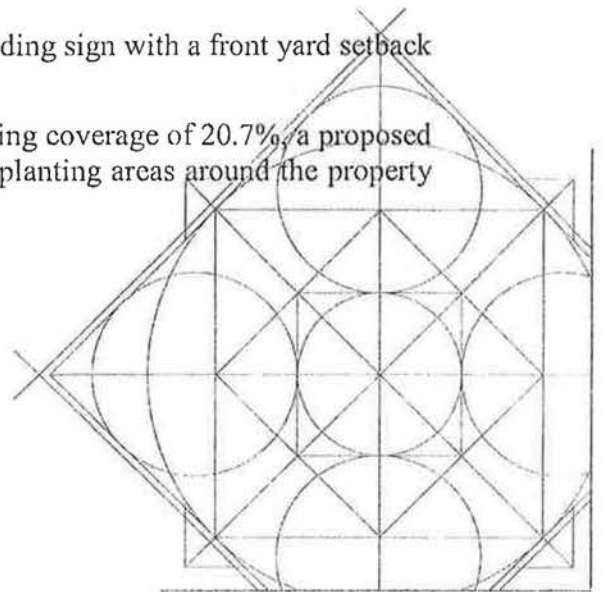 ding sign with a front yard setback
ing coverage of 20.7%, a proposed
planting areas around the property